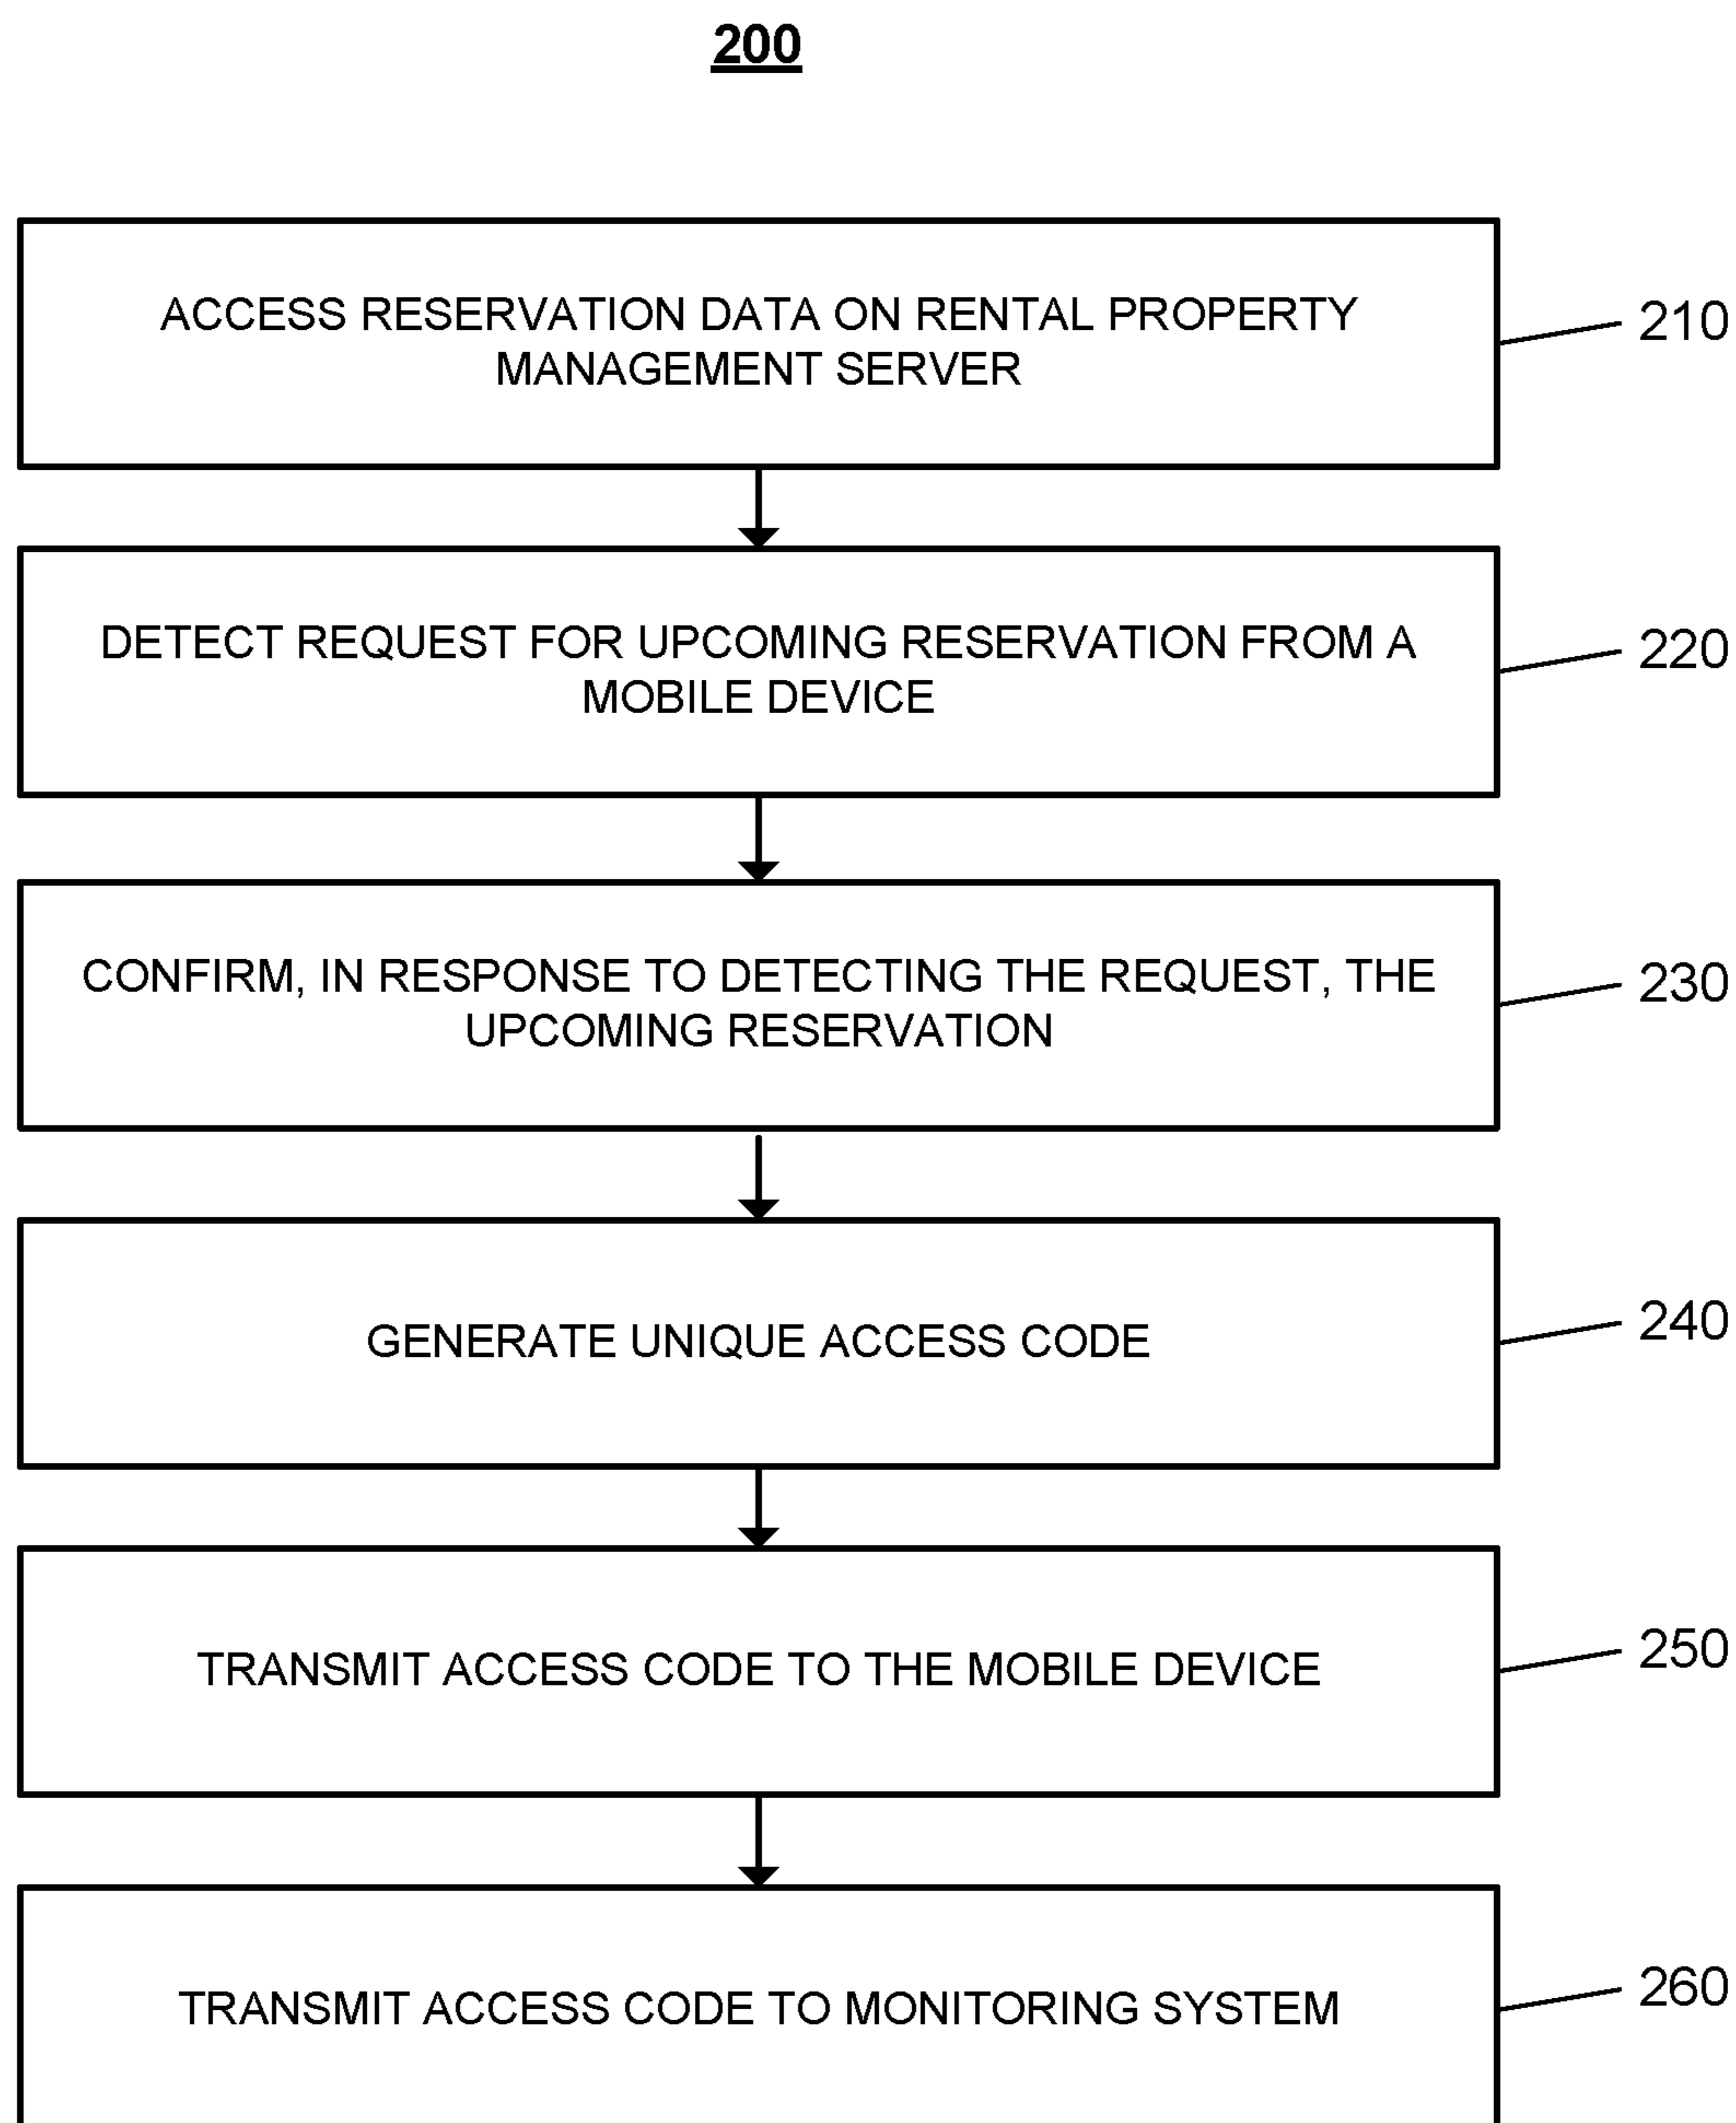 200
ACCESS RESERVATION DATA ON RENTAL PROPERTY
MANAGEMENT SERVER
210
DETECT REQUEST FOR UPCOMING RESERVATION FROM A
MOBILE DEVICE
220
CONFIRM, IN RESPONSE TO DETECTING THE REQUEST, THE
UPCOMING RESERVATION
230
GENERATE UNIQUE ACCESS CODE
240
TRANSMIT ACCESS CODE TO THE MOBILE DEVICE
250
TRANSMIT ACCESS CODE TO MONITORING SYSTEM
260